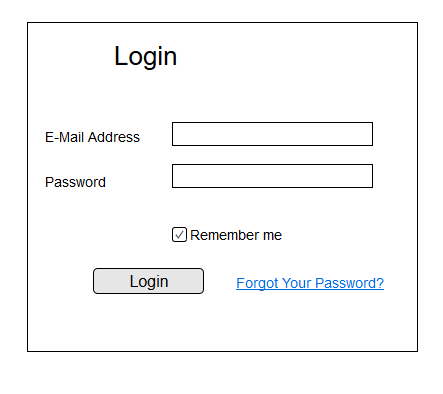 Login
E-Mail Address
Password
Remember me
Login
Forgot Your Password?